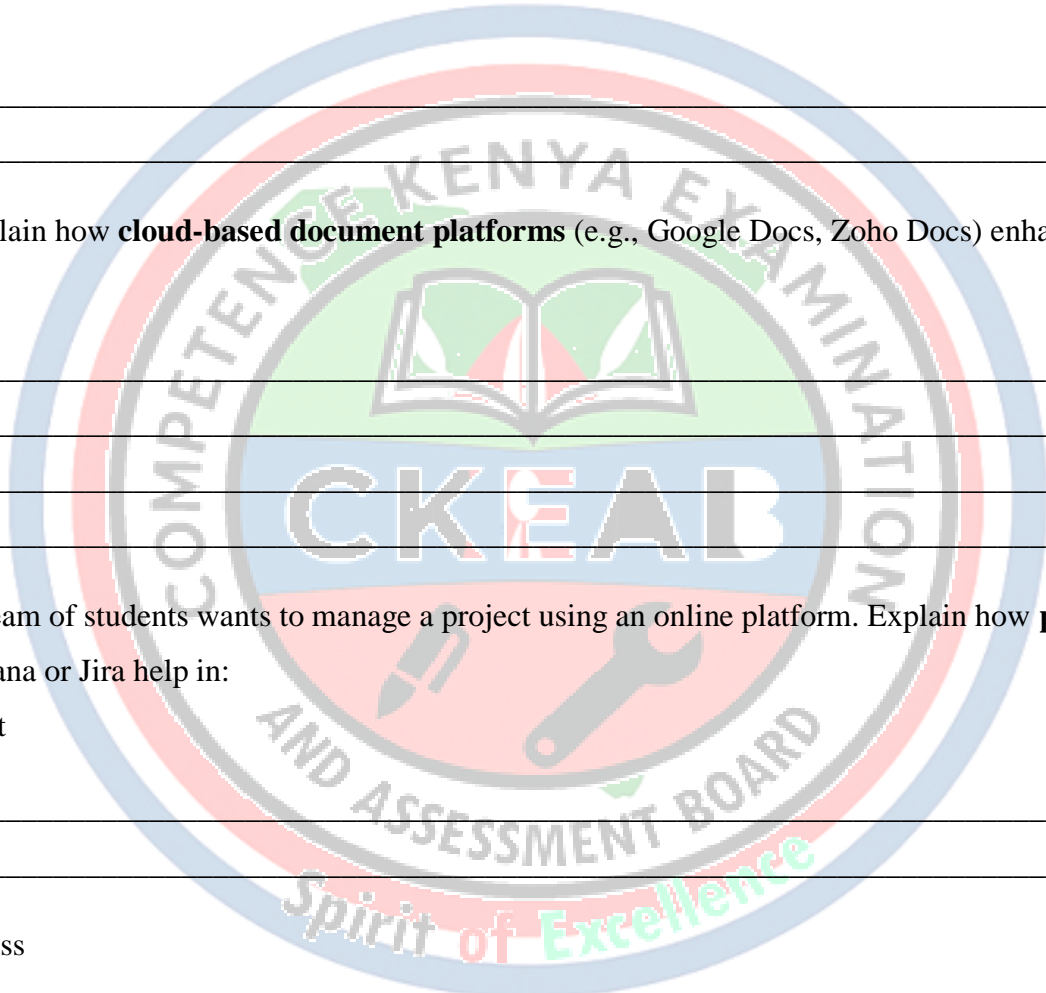 COMPETENCE KENYA EXAMINATION
lain how cloud-based document platforms (e.g., Google Docs, Zoho Docs) enha
CKEAB
eam of students wants to manage a project using an online platform. Explain how p
ana or Jira help in:
t
AND ASSESSMENT BOARD
Spirit of Excellence
ss